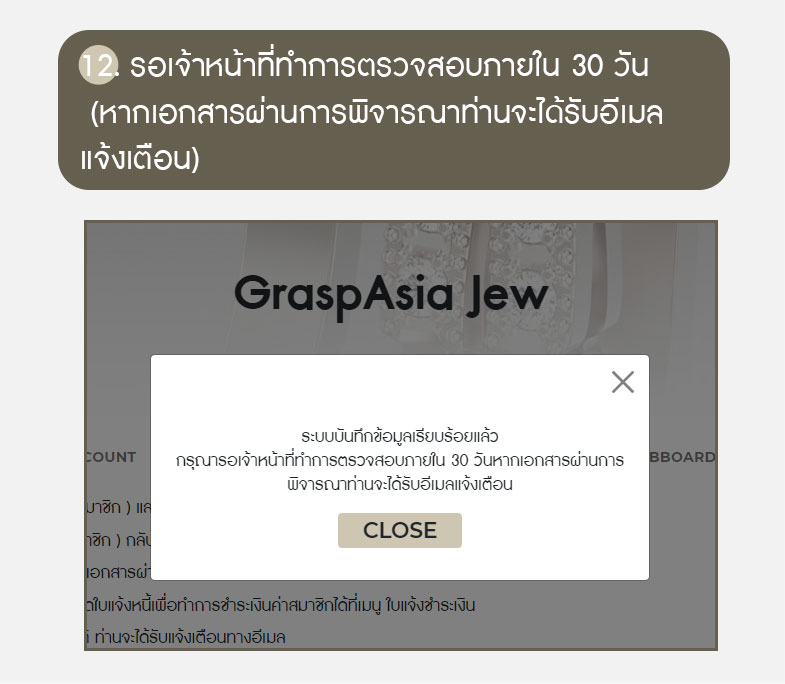 12. รอเจ้าหน้าที่ทำการตรวจสอบภายใน 30 วัน
(หากเอกสารผ่านการพิจารณาท่านจะได้รับอีเมล
แจ้งเตือน)
GraspAsia Jew
ระบบบันทึกข้อมูลเรียบร้อยแล้ว
COUNT
กรุณารอเจ้าหน้าที่ทำการตรวจสอบภายใน 30 วันหากเอกสารผ่านการ
BBOARD
พิจารณาท่านจะได้รับอีเมลแจ้งเตือน
มาชิก ) แล
CLOSE
าชิก ) กลับ
เอกสารผ่า
ดใบแจ้งหนี้เพื่อทำการชำระเงินค่าสมาชิกได้ที่เมนู ใบแจ้งชำระเงิน
ท่านจะได้รับแจ้งเตือนทางอีเมล